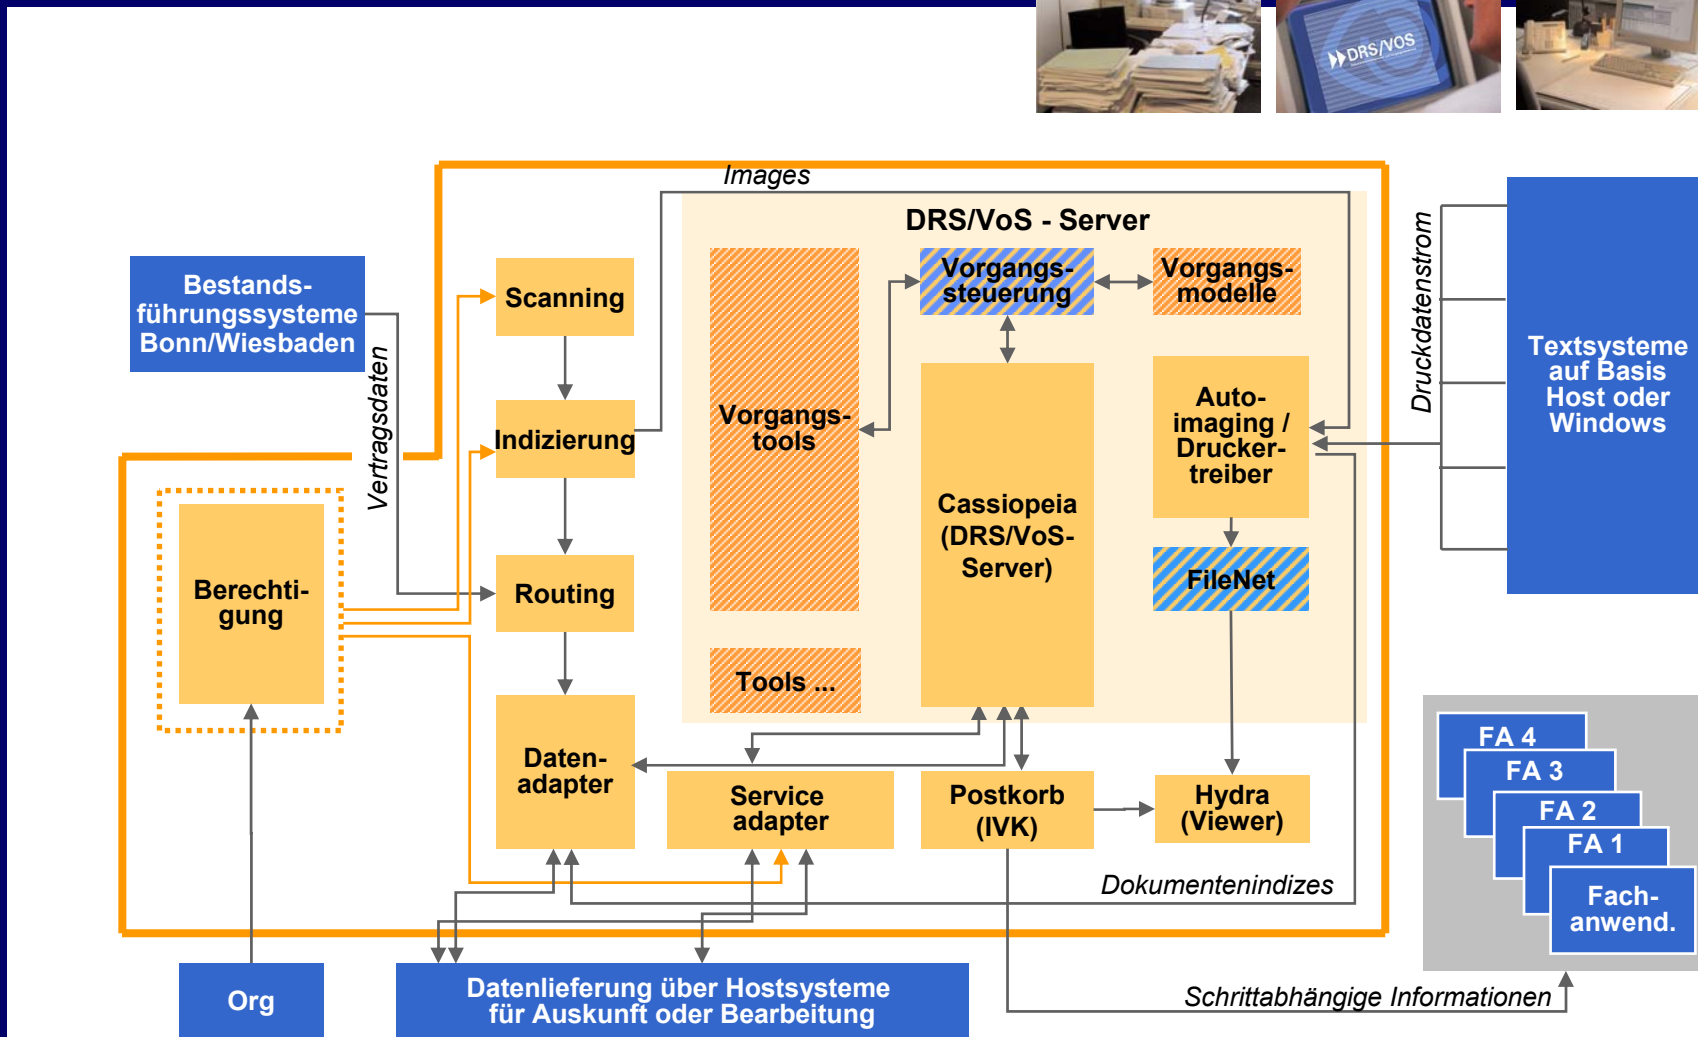 DRS/VOS
Images
DRS/VoS - Server
Bestands-
führungssysteme
Bonn/Wiesbaden
Scanning
Vorgangs-
steuerung
Vorgangs-
modelle
Druckdatenstrom
Textsysteme
auf Basis
Host oder
Windows
Vertragsdaten
Indizierung
Vorgangs-
tools
Auto-
imaging /
Drucker-
treiber
Cassiopeia
(DRS/VoS-
Server)
Berechti-
gung
Routing
FileNet
Tools ...
Daten-
adapter
Service
adapter
Postkorb
(IVK)
Hydra
(Viewer)
FA 4
FA 3
FA 2
FA 1
Fach-
anwend.
Dokumentenindizes
Org
Datenlieferung über Hostsysteme
für Auskunft oder Bearbeitung
Schrittabhängige Informationen